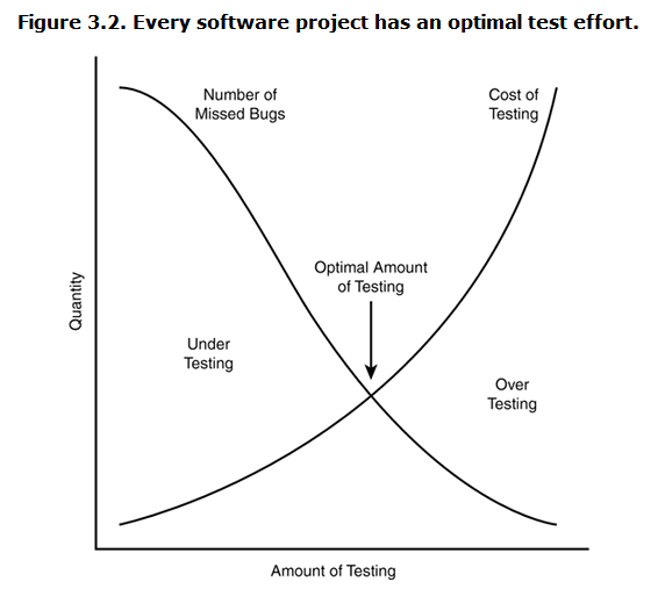 Figure 3.2. Every software project has an optimal test effort.
Number of
Missed Bugs
Cost of
Testing
Optimal Amount
of Testing
Quantity
Under
Testing
Over
Testing
Amount of Testing